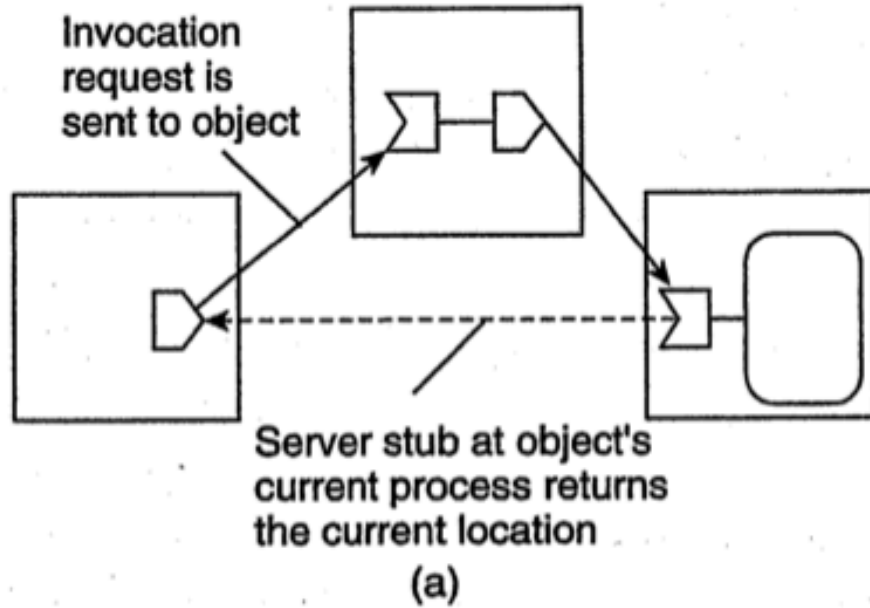 Invocation
request is
sent to object
Server stub at object's
current process returns
the current location
(a)